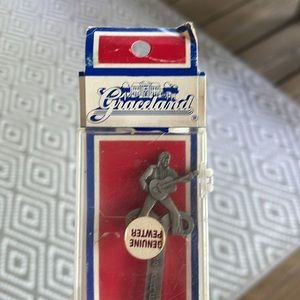 Graceland
®
GENUINE
PEWTER